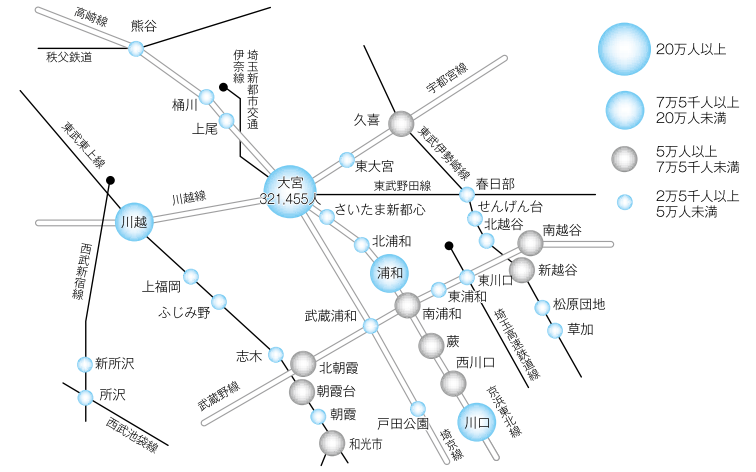 高崎線
熊谷
秩父鉄道
埼玉新都市交通
伊奈線
桶川
上尾
宇都宮線
久喜
東武伊勢崎線
東大宮
東武東上線
大宮
321.455人
川越線
川越
東武野田線
春日部
せんげん台
北越谷
さいたま新都心
北浦和
浦和
南越谷
新越谷
東川口
東浦和
南浦和
西武新宿線
上福岡
ふじみ野
武蔵浦和
松原団地
草加
埼玉高速鉄道線
蕨
西川口
志木
北朝霞
朝霞台
朝霞
和光市
武蔵野線
新所沢
所沢
西武池袋線
戸田公園
埼京線
川口
京浜東北線
20万人以上
7万5千人以上
20万人未満
5万人以上
7万5千人未満
2万5千人以上
5万人未満